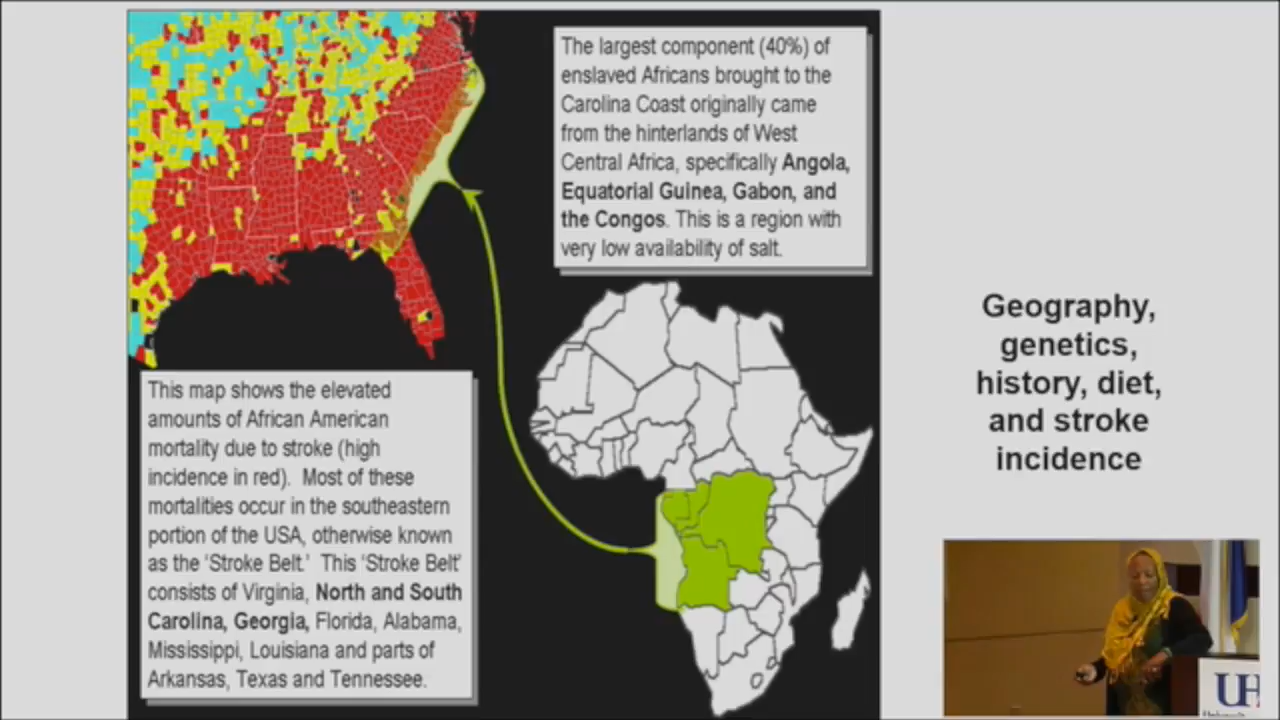 The largest component (40%) of
enslaved Africans brought to the
Carolina Coast originally came
from the hinterlands of West
Central Africa, specifically Angola,
Equatorial Guinea, Gabon, and
the Congos. This is a region with
very low availability of salt.
This map shows the elevated
amounts of African American
mortality due to stroke (high
incidence in red). Most of these
mortalities occur in the southeastern
portion of the USA, otherwise known
as the 'Stroke Belt.' This 'Stroke Belt'
consists of Virginia, North and South
Carolina, Georgia, Florida, Alabama,
Mississippi, Louisiana and parts of
Arkansas, Texas and Tennessee.
Geography,
genetics,
history, diet,
and stroke
incidence
UH